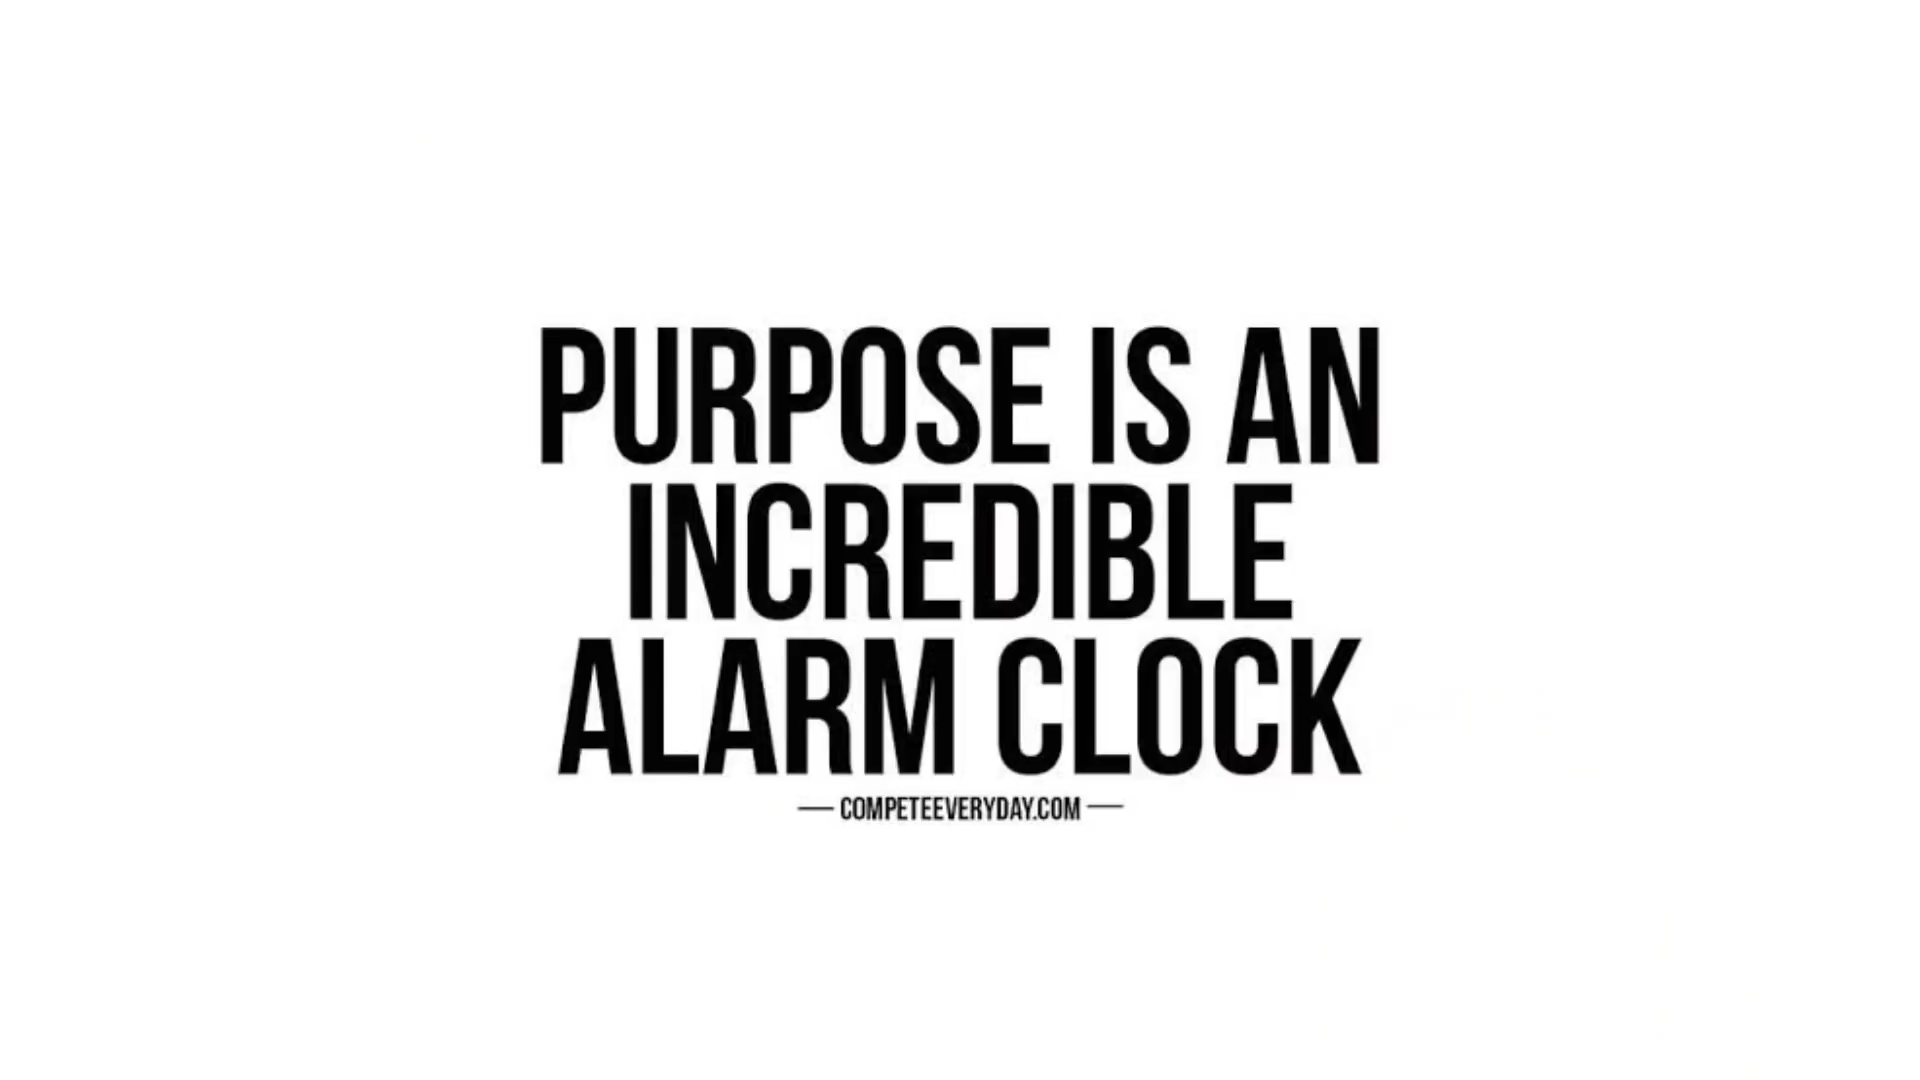 PURPOSE IS AN
INCREDIBLE
ALARM CLOCK
— COMPETEEVERYDAY.COM —